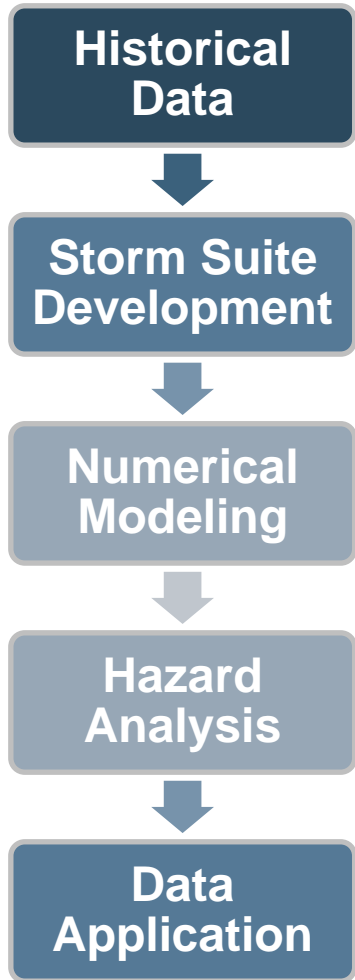 Historical
Data
Storm Suite
Development
Numerical
Modeling
Hazard
Analysis
Data
Application